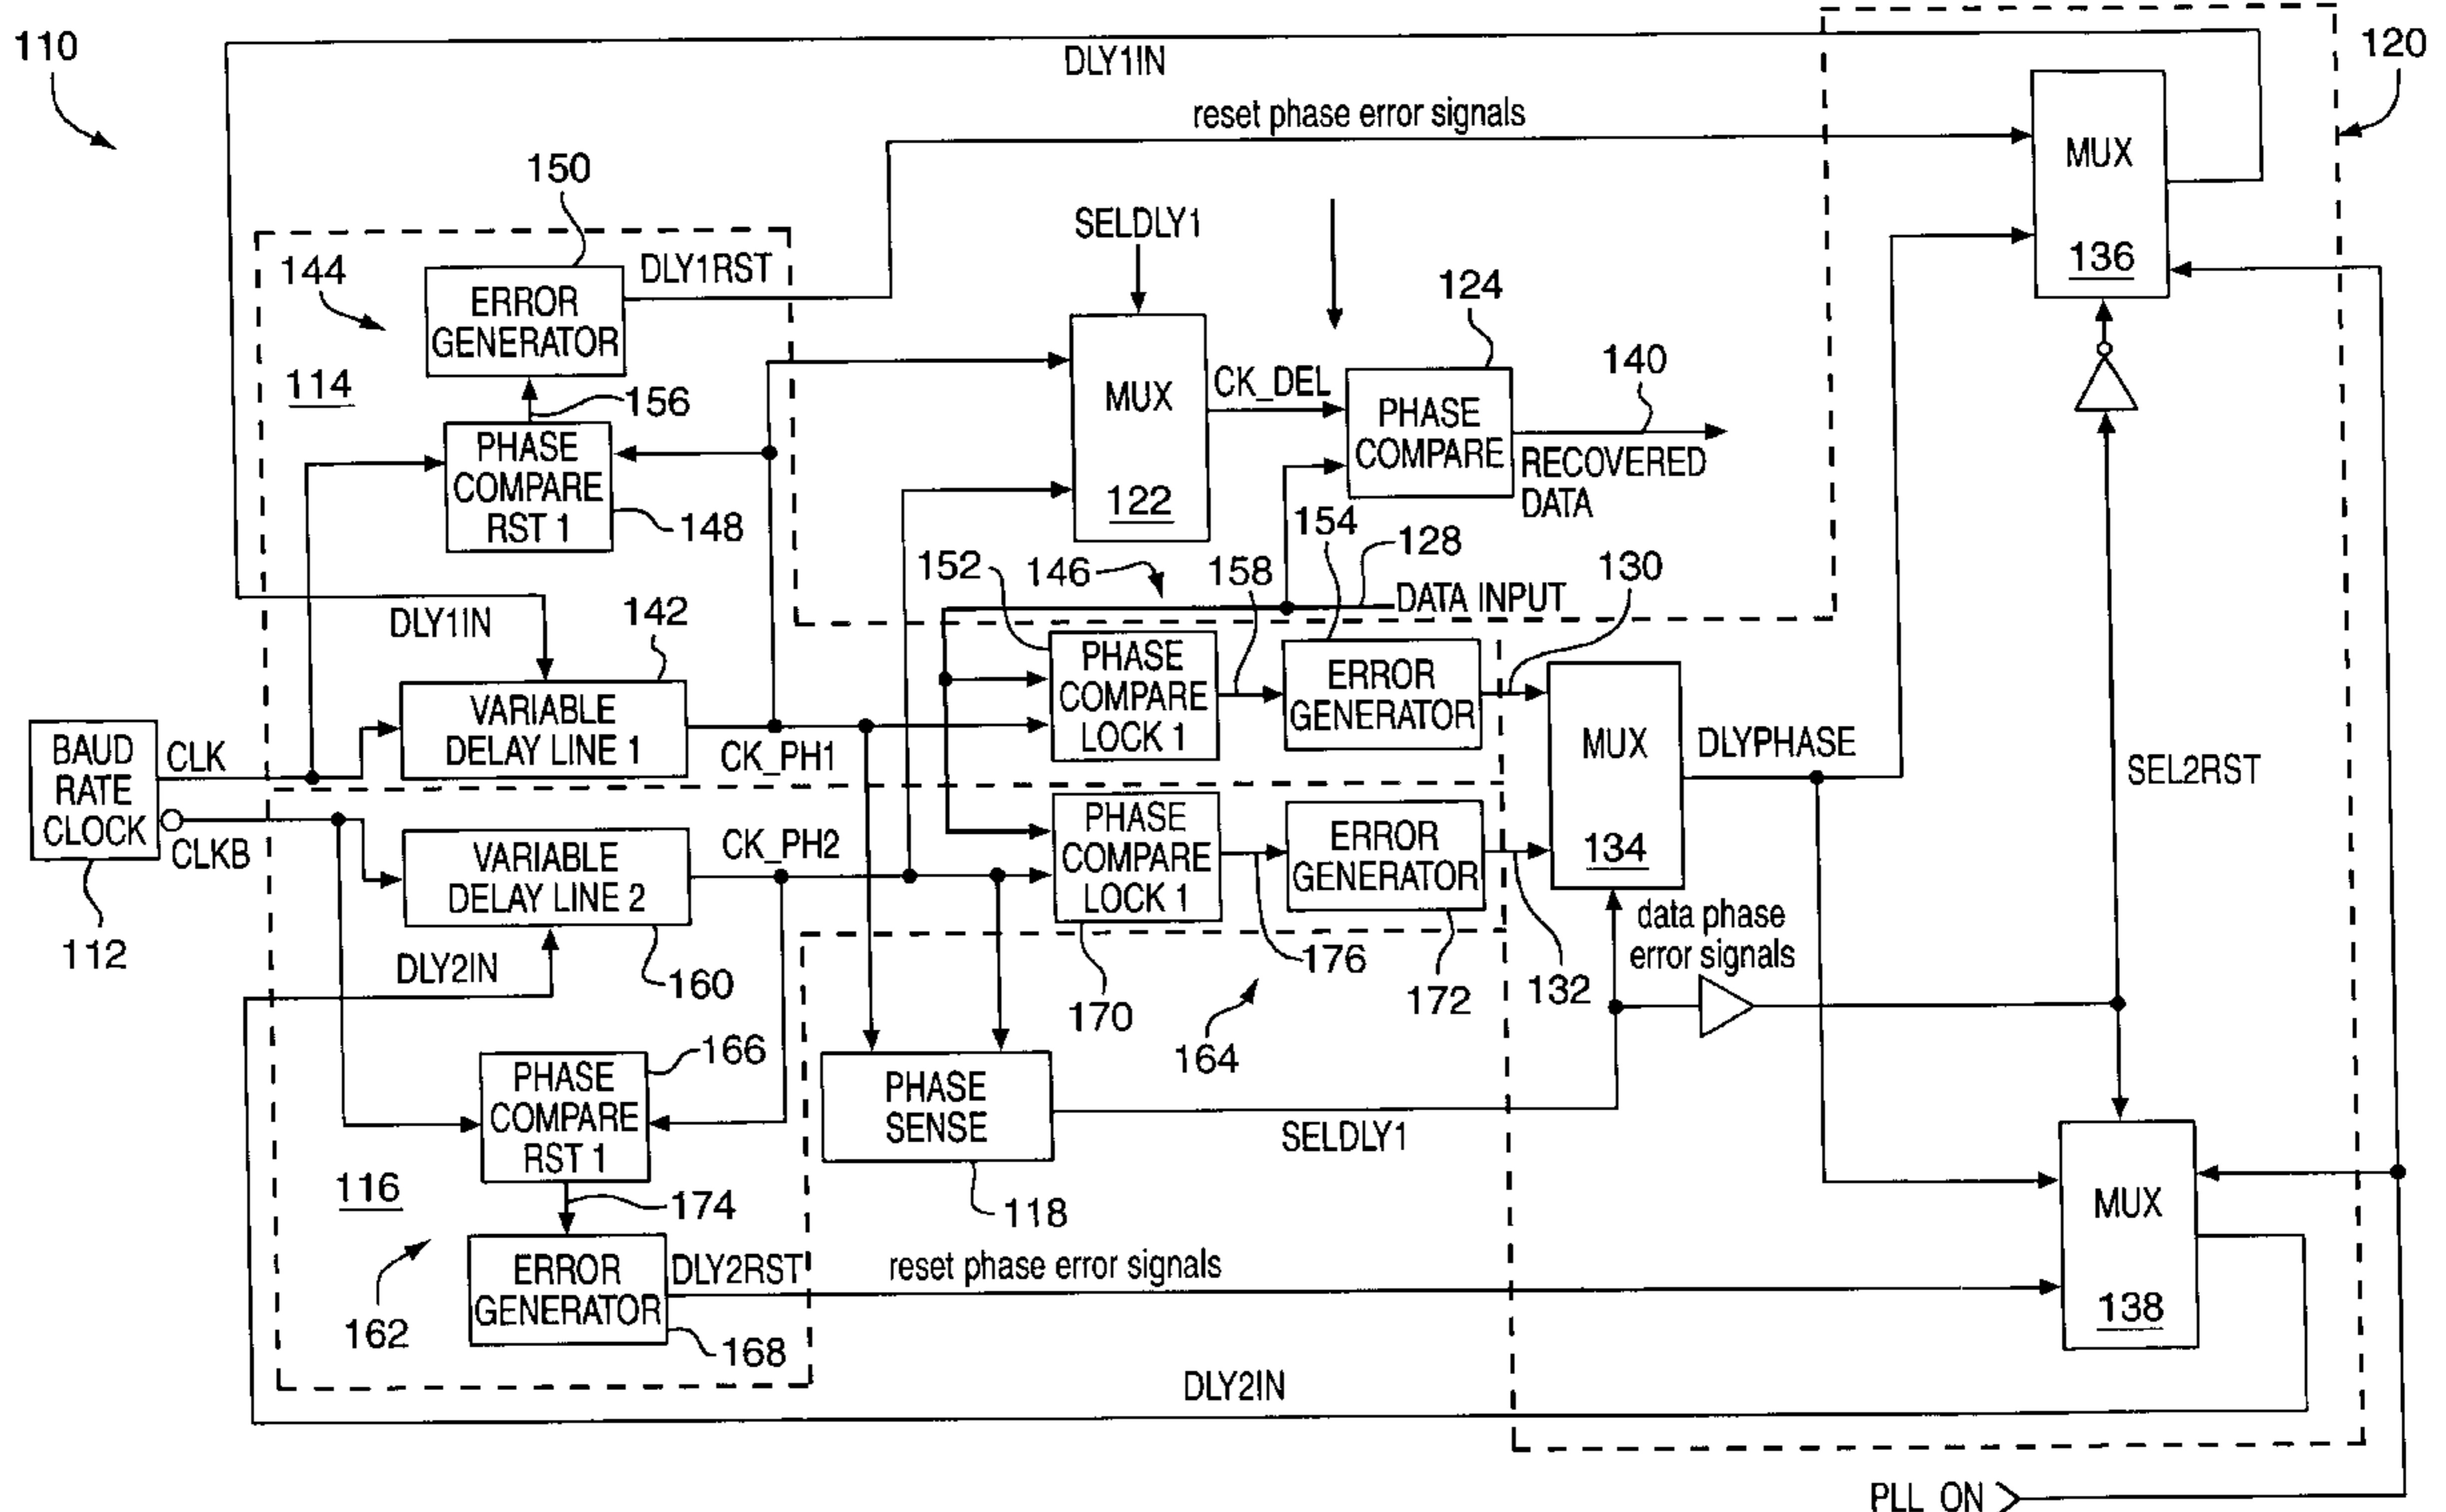 110
DLY1IN
120
reset phase error signals
MUX
136
150
SELDLY1
144
DLY1RST
ERROR
GENERATOR
124
114
156
MUX
122
CK_DEL
PHASE
COMPARE
140
RECOVERED
DATA
PHASE
COMPARE
RST 1
148
154
128
152
146
158
DATA INPUT
130
DLY1IN
142
PHASE
COMPARE
LOCK 1
ERROR
GENERATOR
BAUD
RATE
CLOCK
CLK
VARIABLE
DELAY LINE 1
CK_PH1
MUX
134
DLYPHASE
SEL2RST
CLKB
112
VARIABLE
DELAY LINE 2
CK_PH2
PHASE
COMPARE
LOCK 1
ERROR
GENERATOR
data phase
error signals
DLY2IN
160
176
170
172
132
164
166
PHASE
COMPARE
RST 1
PHASE
SENSE
SELDLY1
116
174
118
MUX
138
162
ERROR
GENERATOR
DLY2RST
reset phase error signals
168
DLY2IN
PLL_ON